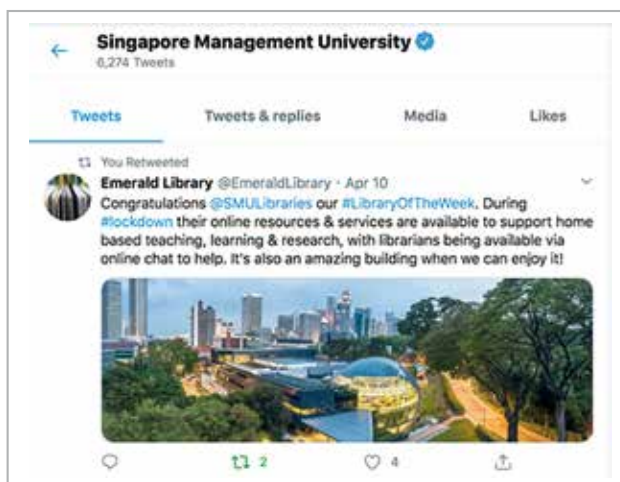 Singapore Management University
6,274 Tweets
Tweets Tweets & replies Media Likes
You Retweeted
Emerald Library @EmeraldLibrary · Apr 10
Congratulations @SMULibraries our #LibraryOfTheWeek. During
#lockdown their online resources & services are available to support home
based teaching, learning & research, with librarians being available via
online chat to help. It's also an amazing building when we can enjoy it!
2 4